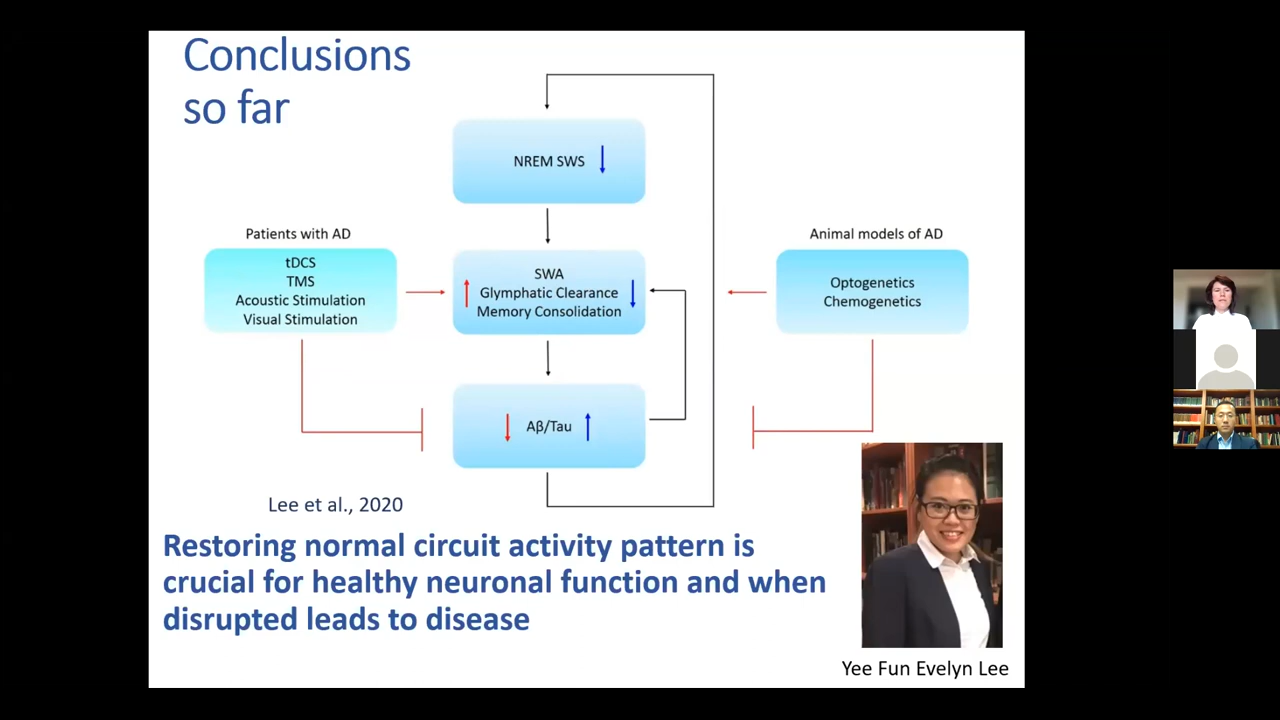 Conclusions
so far
NREM SWS
Patients with AD
tDCS
TMS
Acoustic Stimulation
Visual Stimulation
SWA
Glymphatic Clearance
Memory Consolidation
Animal models of AD
Optogenetics
Chemogenetics
Aβ/Tau
Lee et al., 2020
Restoring normal circuit activity pattern is
crucial for healthy neuronal function and when
disrupted leads to disease
Yee Fun Evelyn Lee